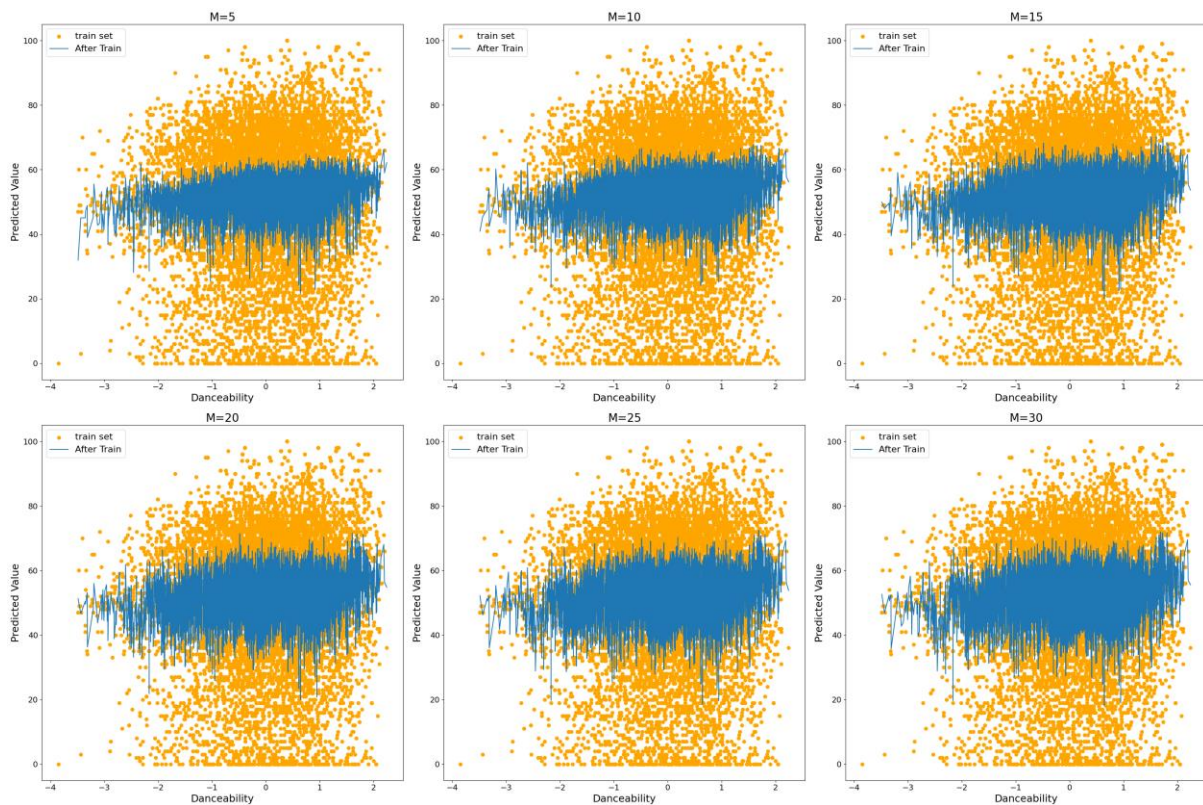 M=5
train set
After Train
100
80
60
40
20
0
Predicted Value
−4 −3 −2 −1 0 1 2
Danceability
M=10
train set
After Train
100
80
60
40
20
0
Predicted Value
−4 −3 −2 −1 0 1 2
Danceability
M=15
train set
After Train
100
80
60
40
20
0
Predicted Value
−4 −3 −2 −1 0 1 2
Danceability
M=20
train set
After Train
100
80
60
40
20
0
Predicted Value
−4 −3 −2 −1 0 1 2
Danceability
M=25
train set
After Train
100
80
60
40
20
0
Predicted Value
−4 −3 −2 −1 0 1 2
Danceability
M=30
train set
After Train
100
80
60
40
20
0
Predicted Value
−4 −3 −2 −1 0 1 2
Danceability